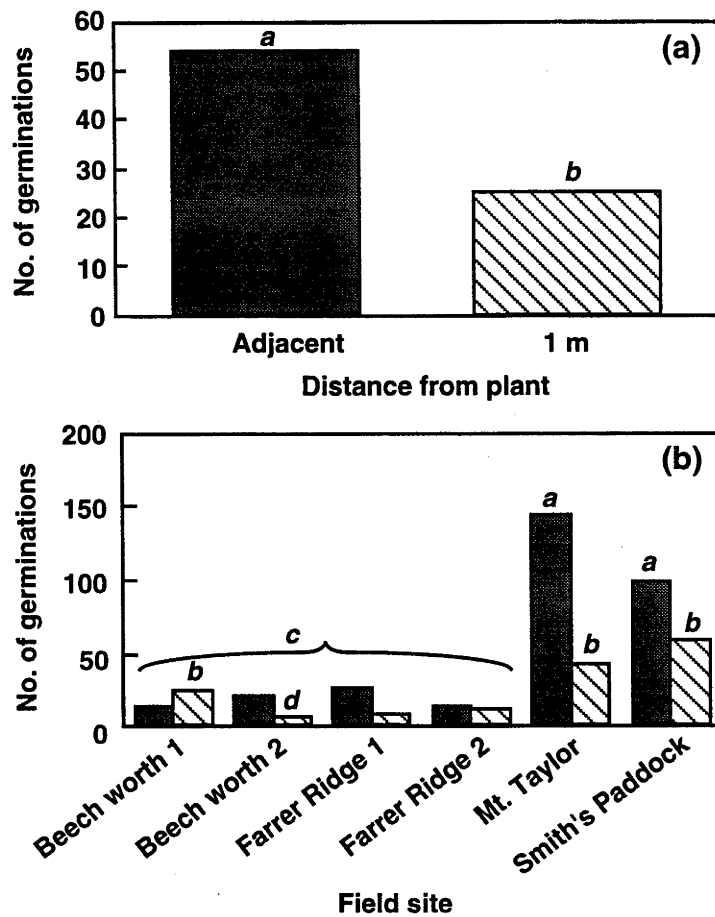 60
50
40
30
20
10
0
No. of germinations
a
b
(a)
Adjacent
1 m
Distance from plant
200
150
100
50
0
No. of germinations
(b)
a
a
b
b
c
b
d
Beech worth 1
Beech worth 2
Farrer Ridge 1
Farrer Ridge 2
Mt. Taylor
Smith's Paddock
Field site